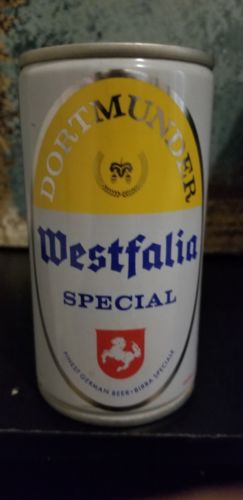 DORTMUNDER
Westfalia
SPECIAL
FINEST GERMAN BEER • BIRRA SPECIALE